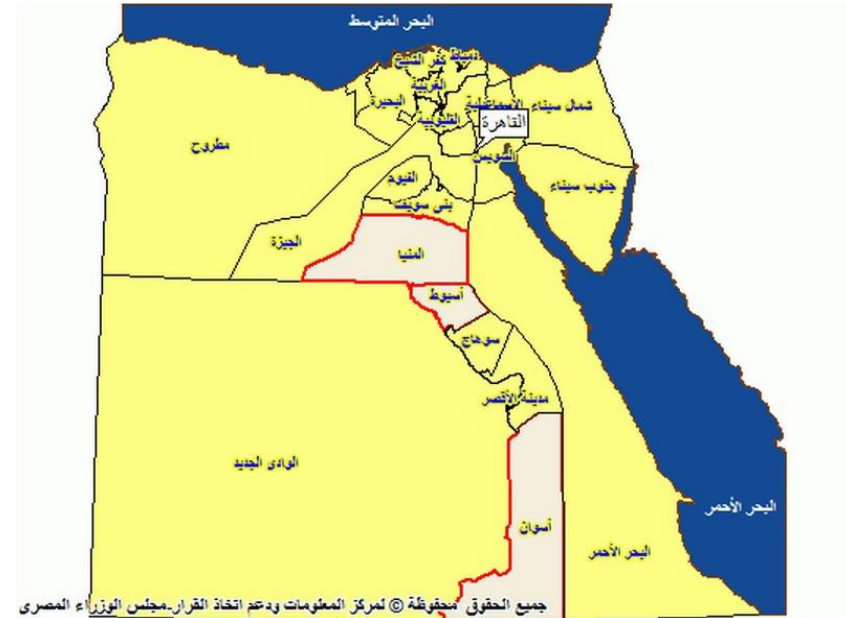 البحر المتوسط
دمياط
كفر الشيخ
الغربية
البحيرة
شمال سيناء
الإسماعيلية
القليوبية
القاهرة
مطروح
السويس
الفيوم
جنوب سيناء
بنى سويف
الجيزة
المنيا
أسيوط
سوهاج
مدينة الأقصر
الوادى الجديد
البحر الأحمر
أسوان
البحر الأحمر
جميع الحقوق محفوظة © لمركز المعلومات ودعم اتخاذ القرار-مجلس الوزراء المصرى